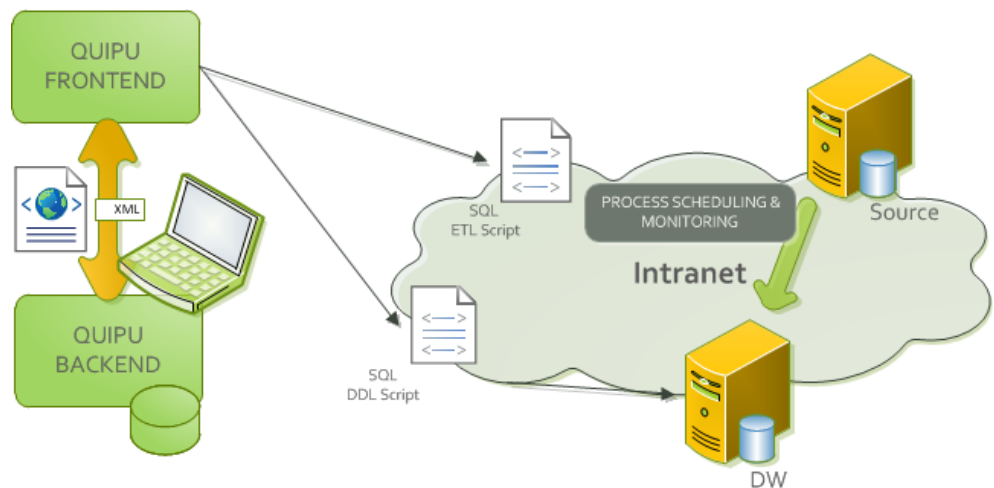 QUIPU
FRONTEND
XML
QUIPU
BACKEND
SQL
ETL Script
PROCESS SCHEDULING &
MONITORING
Source
Intranet
SQL
DDL Script
DW